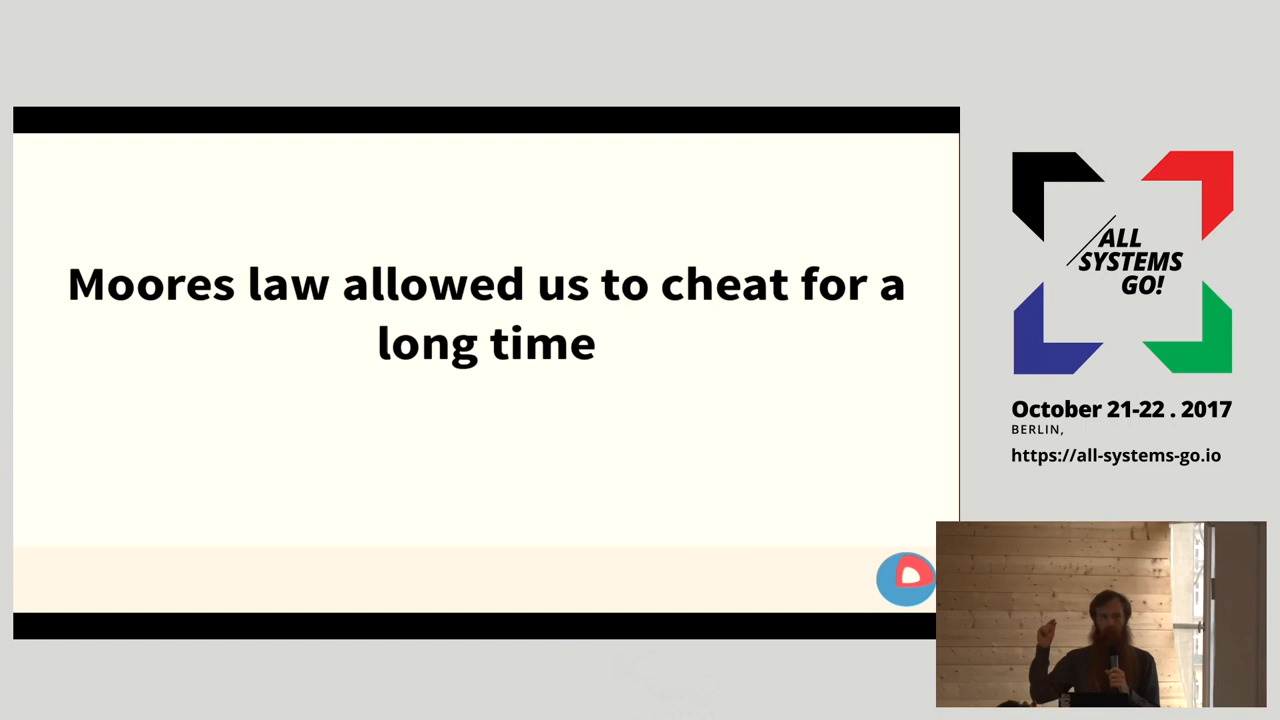 Moores law allowed us to cheat for a
long time
ALL
SYSTEMS
GO!
October 21-22 . 2017
BERLIN,
https://all-systems-go.io